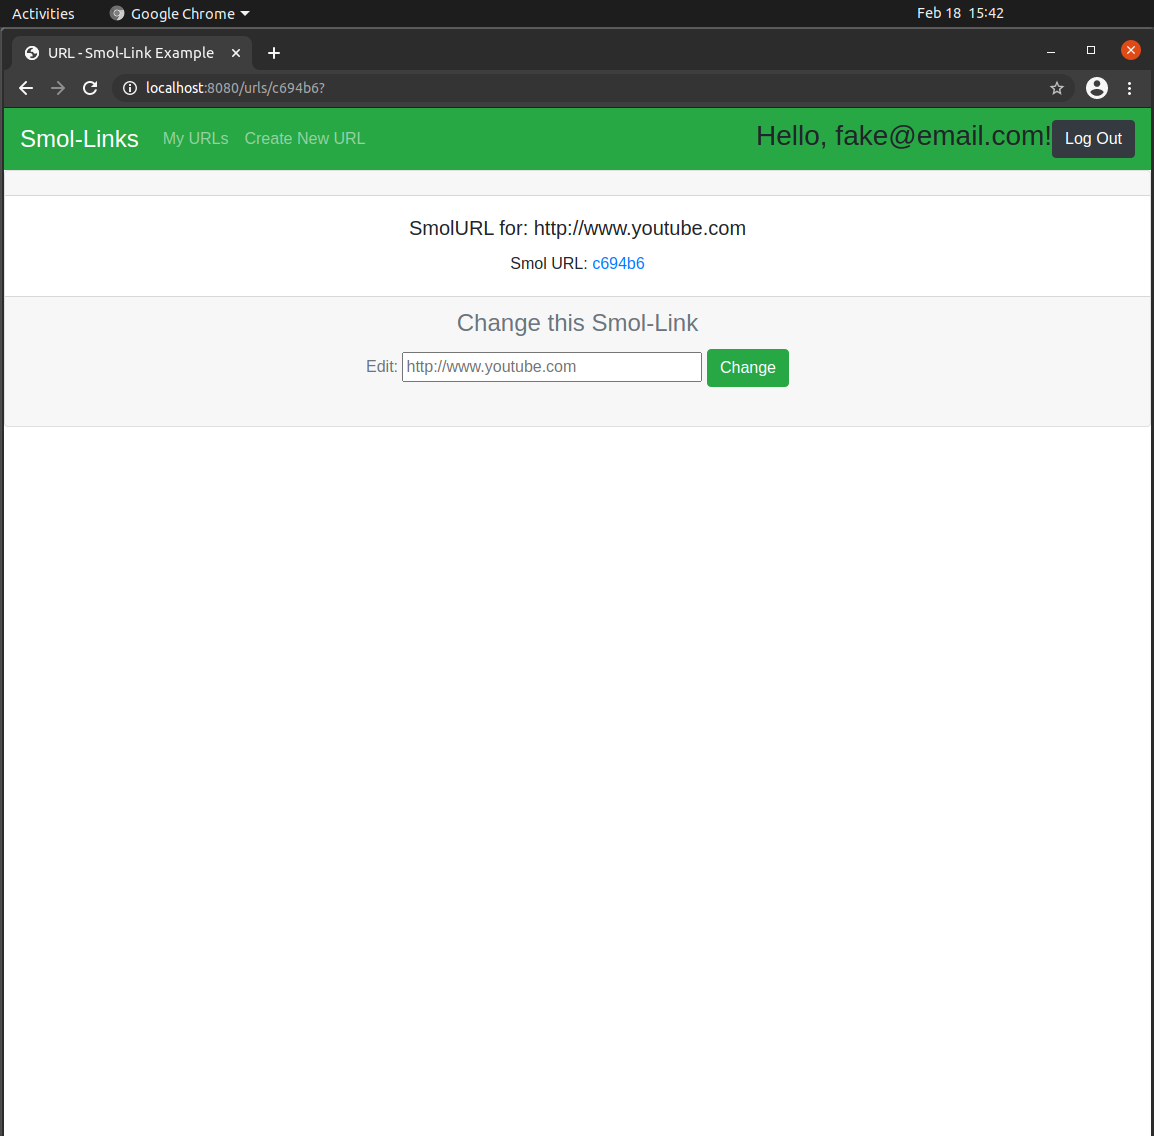 Activities Google Chrome Feb 18 15:42
URL - Smol-Link Example
localhost:8080/urls/c694b6?
Smol-Links My URLs Create New URL Hello, fake@email.com! Log Out
SmolURL for: http://www.youtube.com
Smol URL: c694b6
Change this Smol-Link
Edit: http://www.youtube.com Change